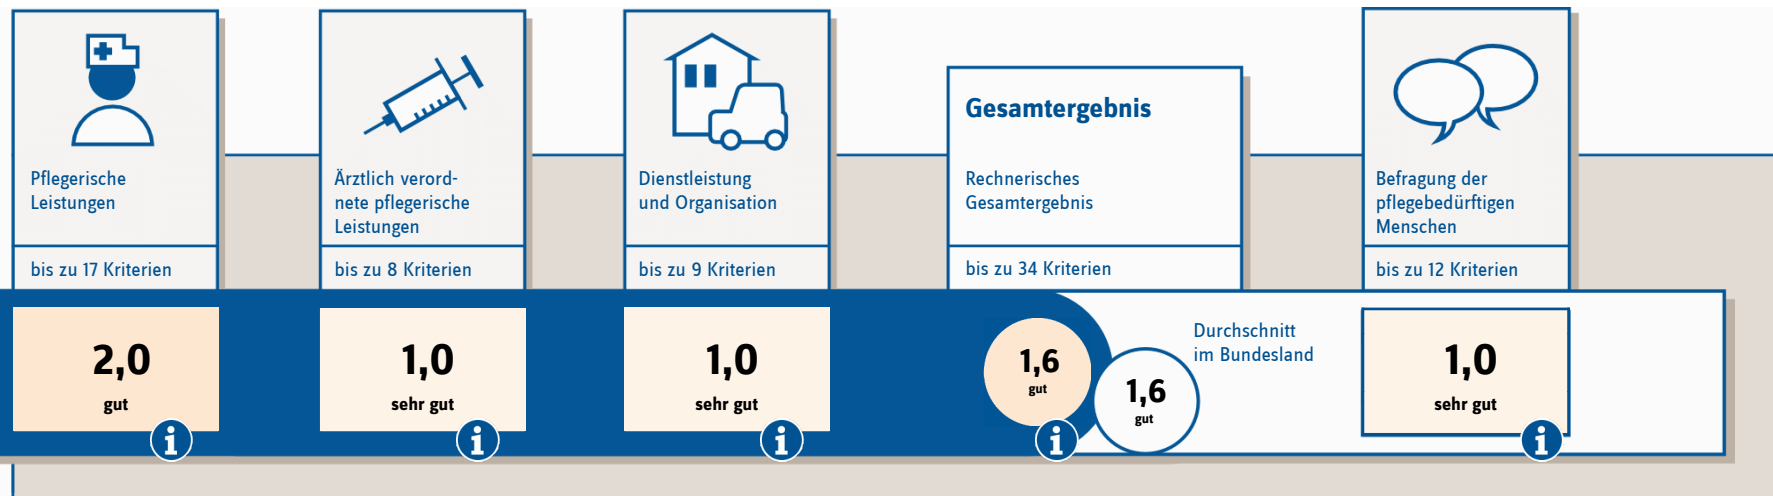 Pflegerische
Leistungen
bis zu 17 Kriterien
2,0
gut
i
Ärztlich verord-
nete pflegerische
Leistungen
bis zu 8 Kriterien
1,0
sehr gut
i
Dienstleistung
und Organisation
bis zu 9 Kriterien
1,0
sehr gut
i
Gesamtergebnis
Rechnerisches
Gesamtergebnis
bis zu 34 Kriterien
1,6
gut
i
Durchschnitt
im Bundesland
1,6
gut
Befragung der
pflegebedürftigen
Menschen
bis zu 12 Kriterien
1,0
sehr gut
i